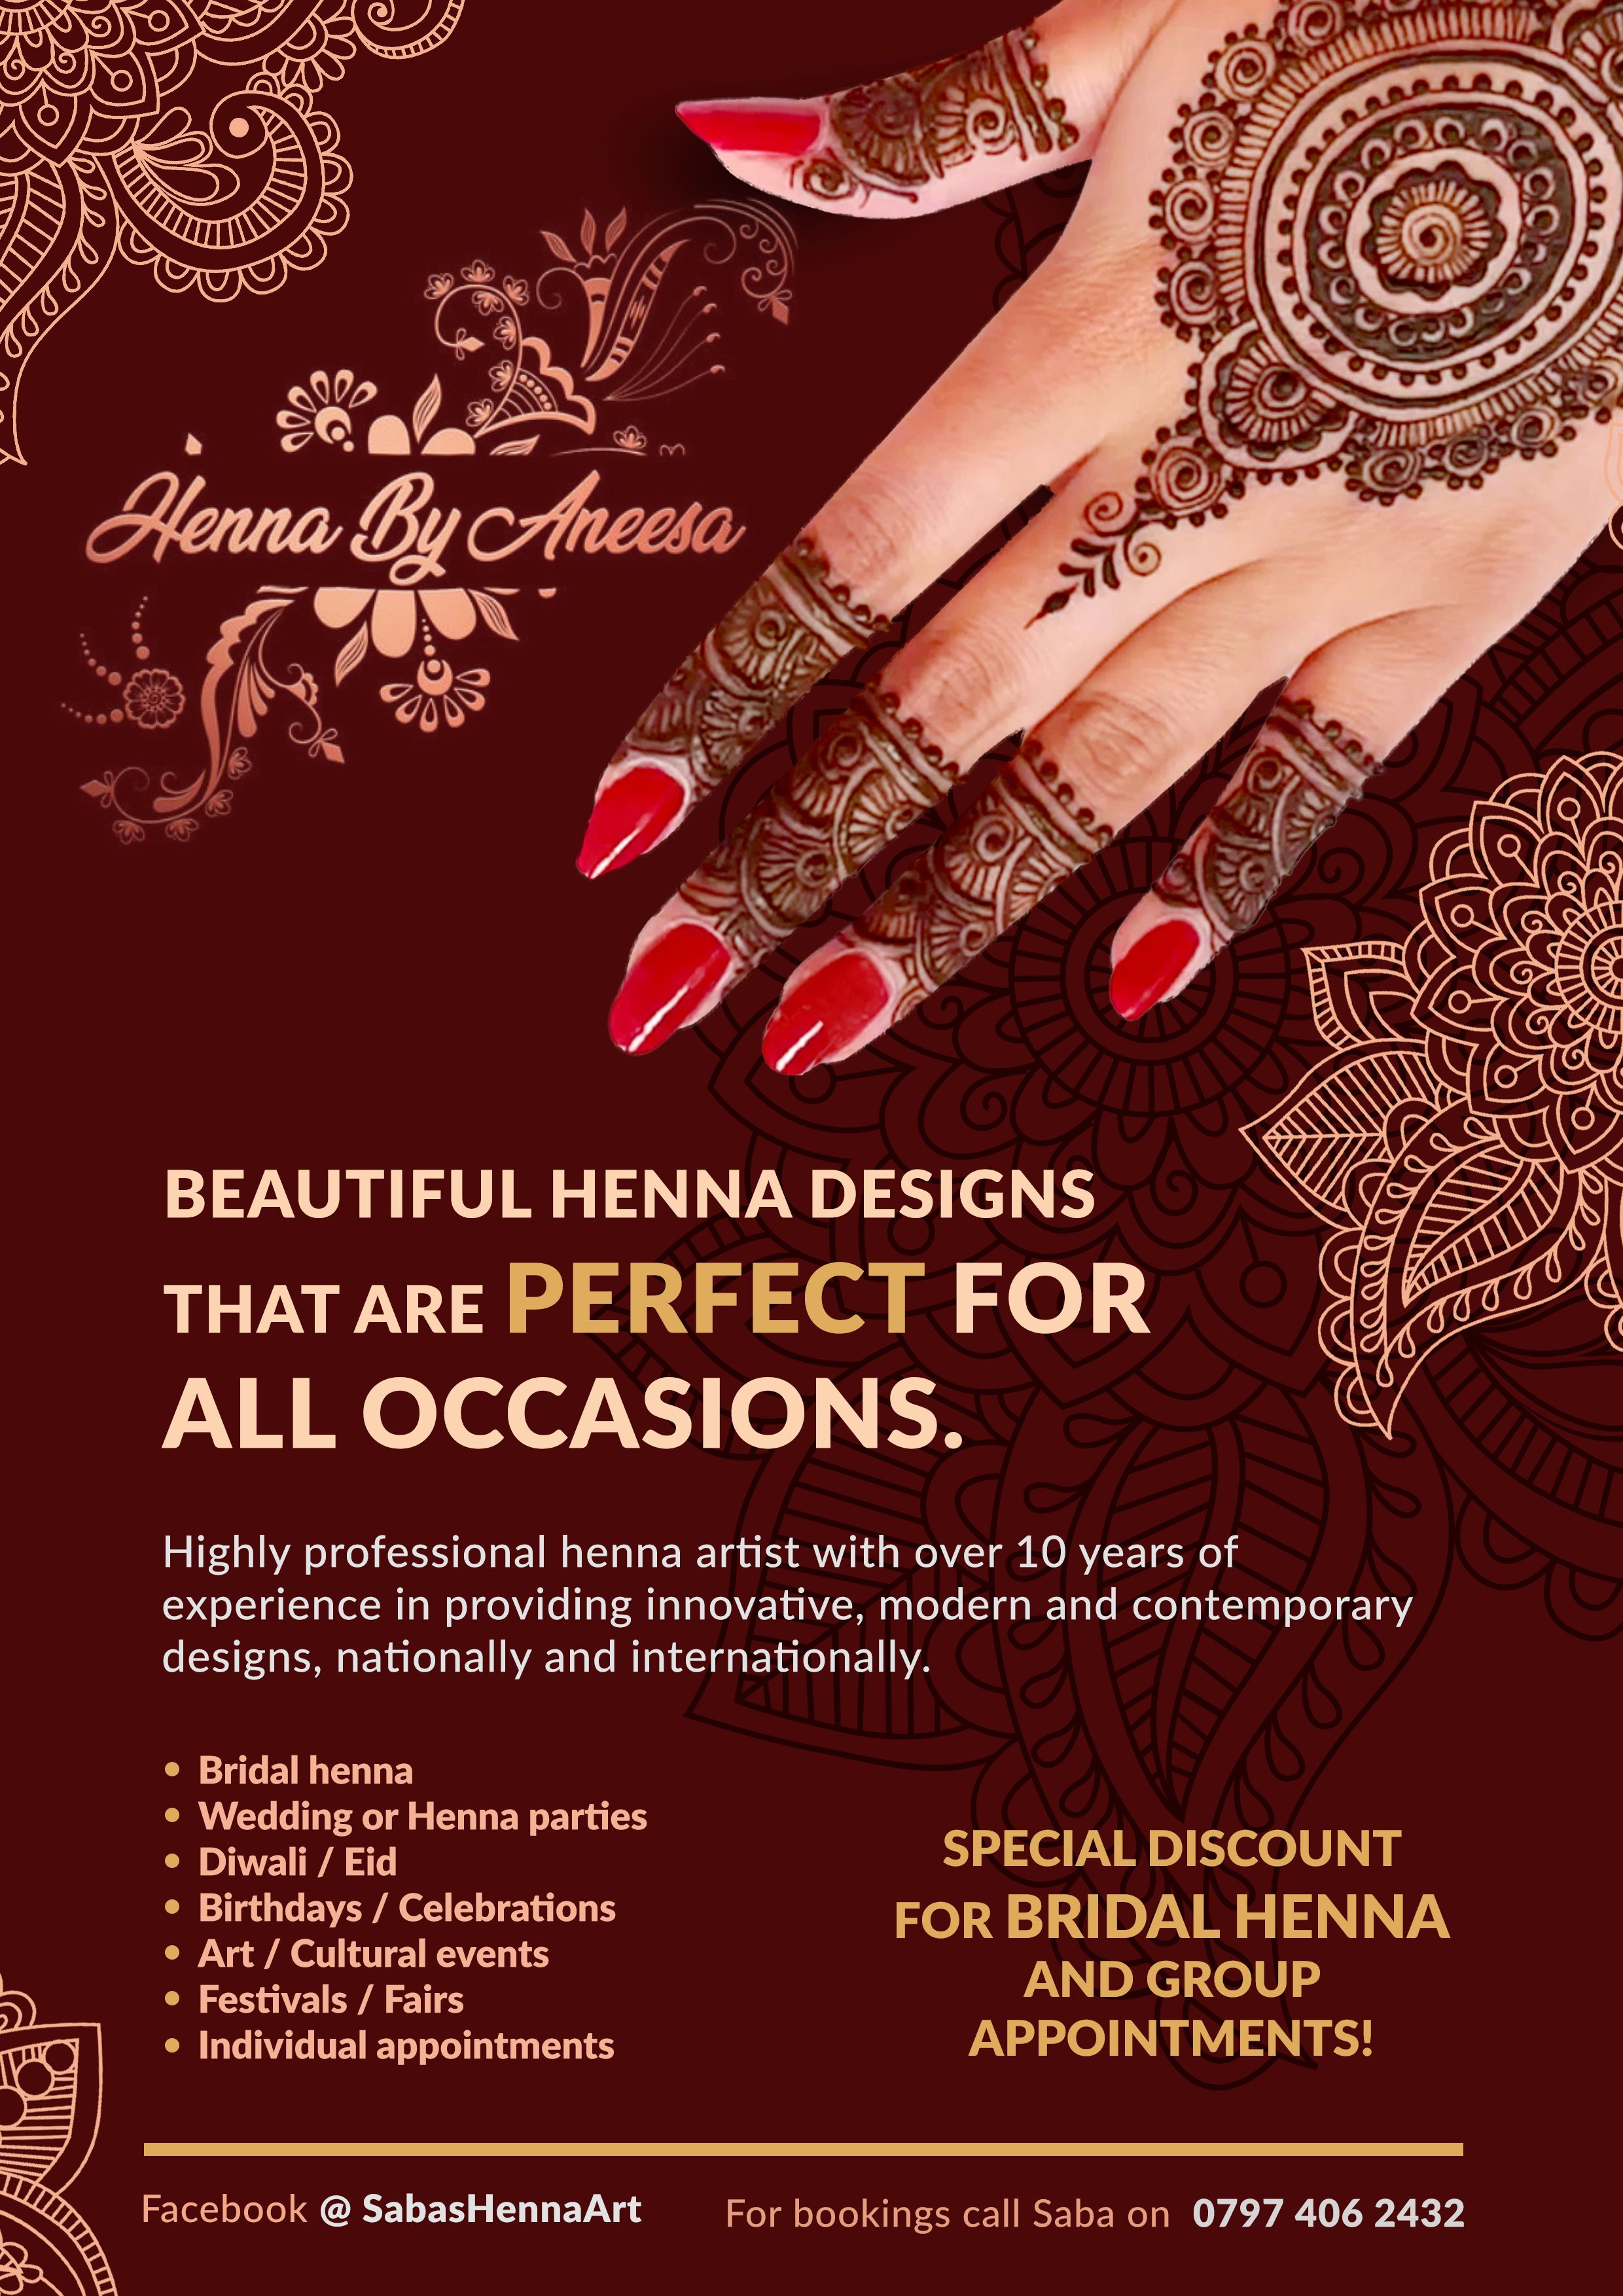 Henna By Aneesa
BEAUTIFUL HENNA DESIGNS
THAT ARE PERFECT FOR
ALL OCCASIONS.
Highly professional henna artist with over 10 years of
experience in providing innovative, modern and contemporary
designs, nationally and internationally.
• Bridal henna
• Wedding or Henna parties
• Diwali / Eid
• Birthdays / Celebrations
• Art / Cultural events
• Festivals / Fairs
• Individual appointments
SPECIAL DISCOUNT
FOR BRIDAL HENNA
AND GROUP
APPOINTMENTS!
Facebook @ SabasHennaArt
For bookings call Saba on 0797 406 2432